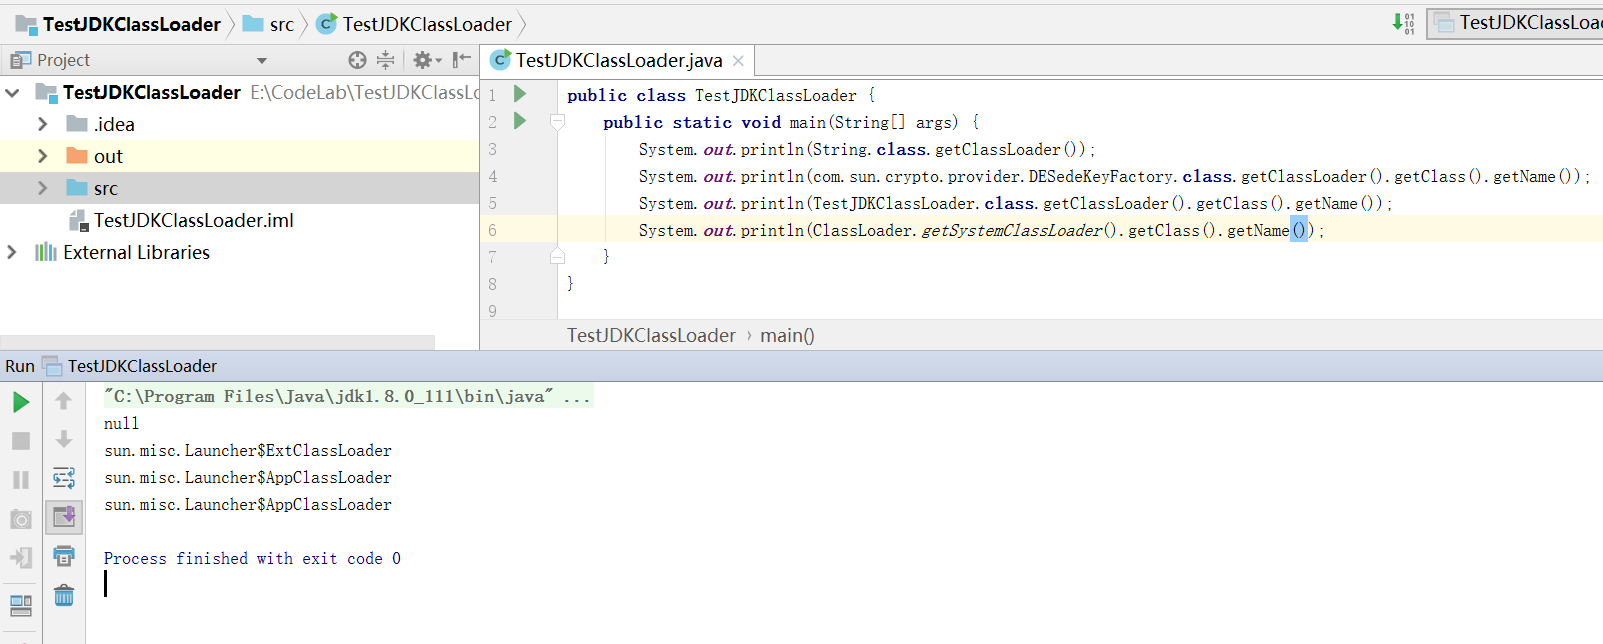 TestJDKClassLoader src TestJDKClassLoader
TestJDKClassLoa
Project
TestJDKClassLoader.java
TestJDKClassLoader E:\CodeLab\TestJDKClassLo
.idea
out
src
TestJDKClassLoader.iml
External Libraries
1 public class TestJDKClassLoader {
2 public static void main(String[] args) {
3 System.out.println(String.class.getClassLoader());
4 System.out.println(com.sun.crypto.provider.DESedeKeyFactory.class.getClassLoader().getClass().getName());
5 System.out.println(TestJDKClassLoader.class.getClassLoader().getClass().getName());
6 System.out.println(ClassLoader.getSystemClassLoader().getClass().getName());
7 }
8 }
9
TestJDKClassLoader › main()
Run TestJDKClassLoader
"C:\Program Files\Java\jdk1.8.0_111\bin\java" ...
null
sun.misc.Launcher$ExtClassLoader
sun.misc.Launcher$AppClassLoader
sun.misc.Launcher$AppClassLoader
Process finished with exit code 0